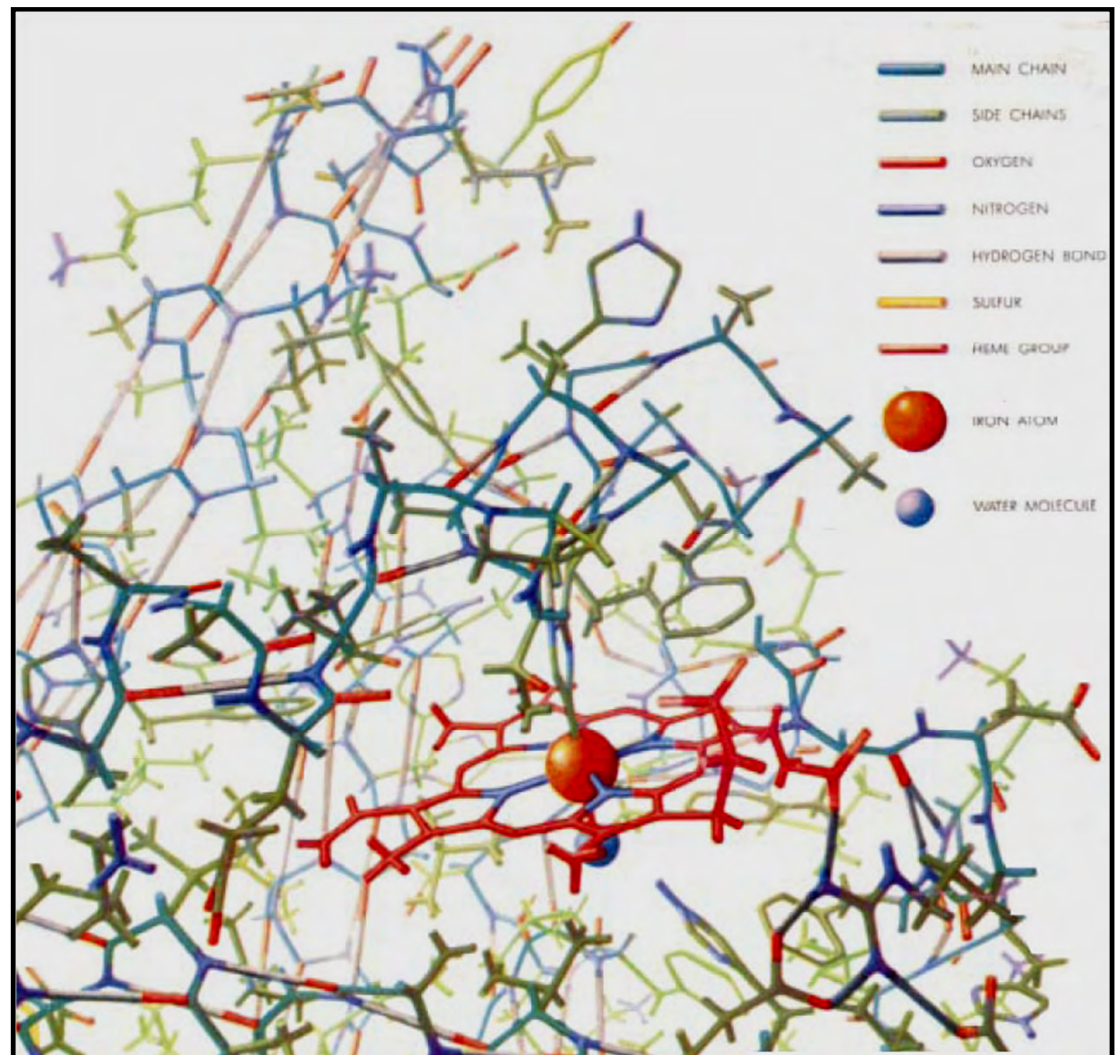 MAIN CHAIN
SIDE CHAINS
OXYGEN
NITROGEN
HYDROGEN BOND
SULFUR
HEME GROUP
IRON ATOM
WATER MOLECULE